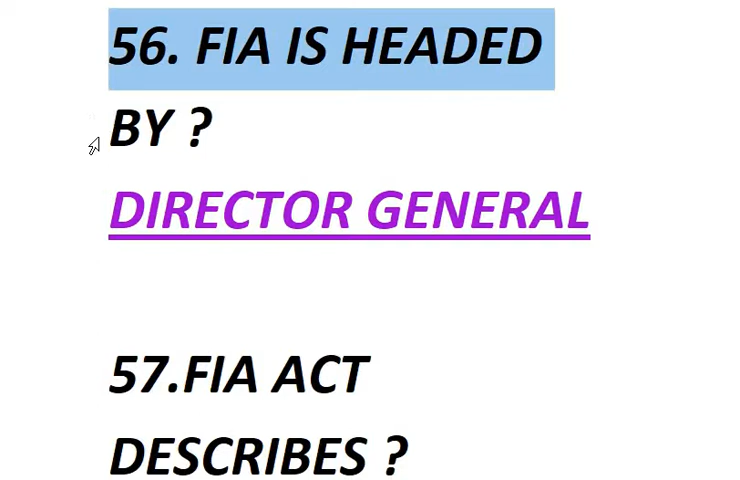 56. FIA IS HEADED
BY ?
DIRECTOR GENERAL
57.FIA ACT
DESCRIBES ?